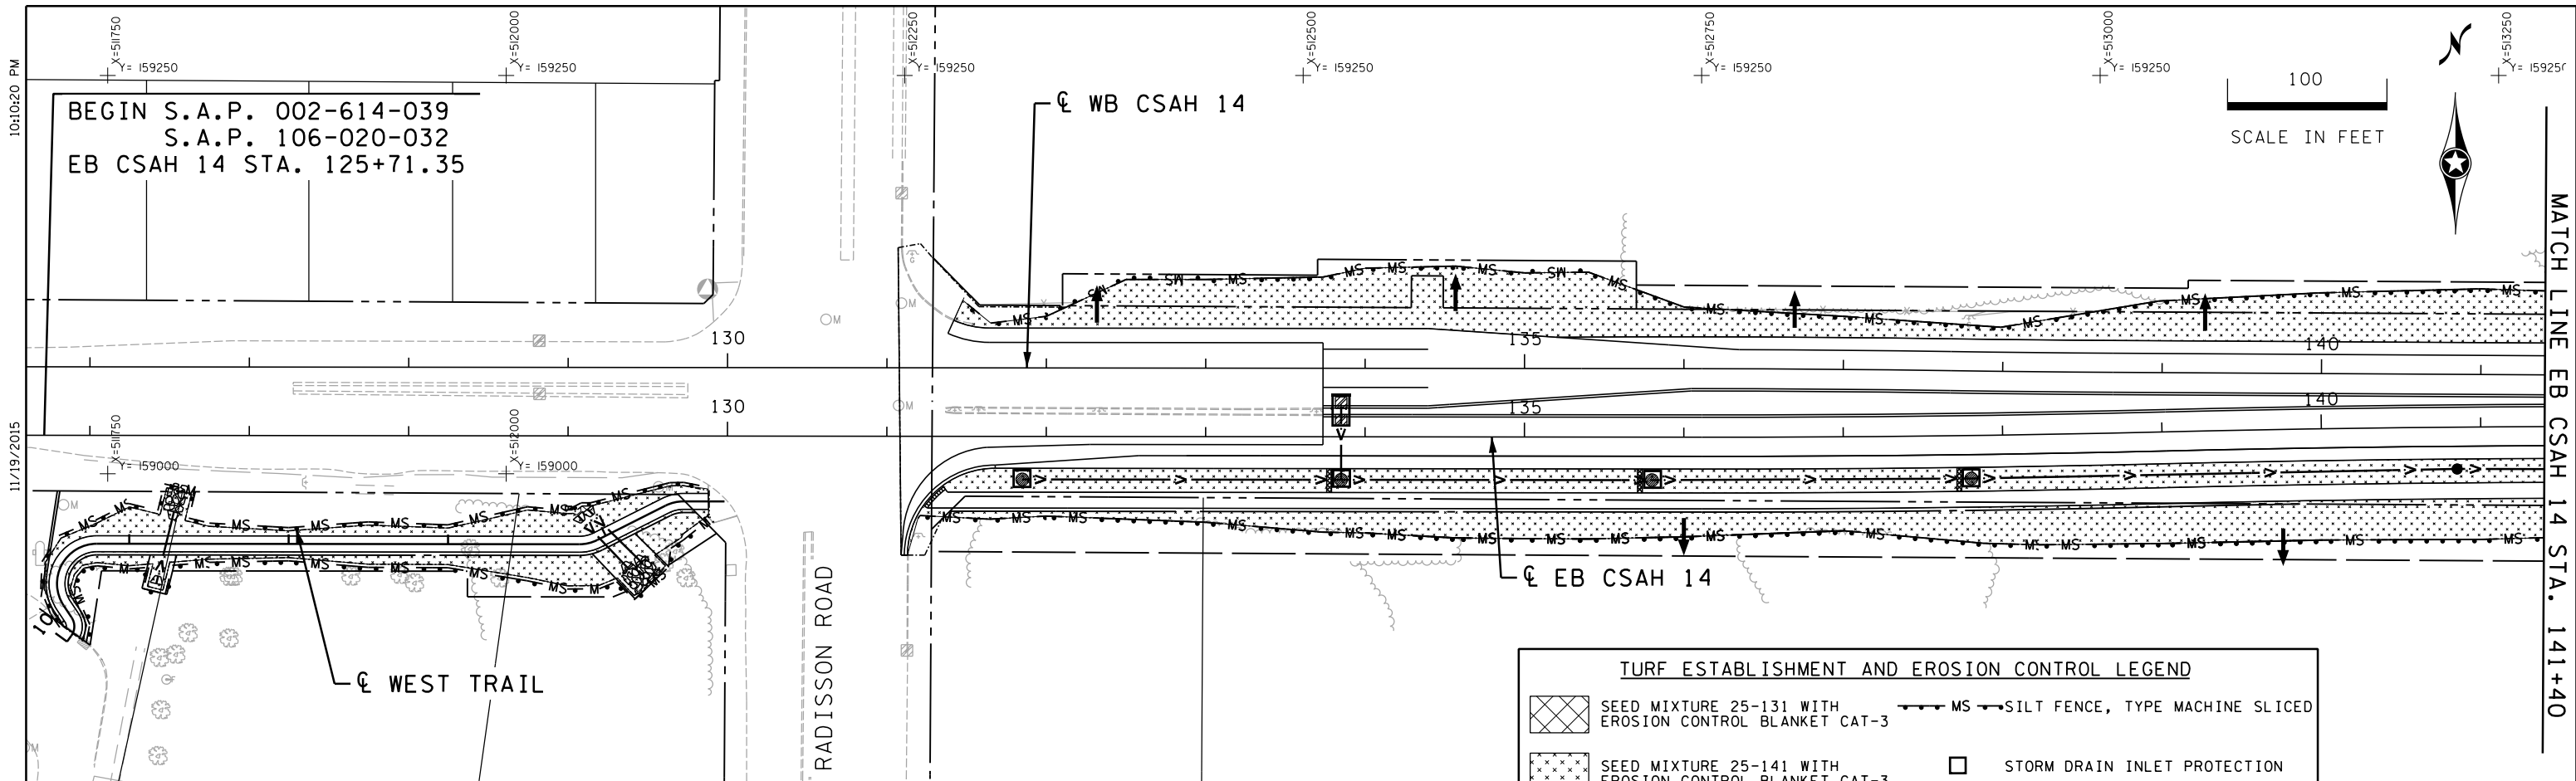 10:10:20 PM
11/19/2015
X=511750
Y= 159250
X=512000
Y= 159250
X=512250
Y= 159250
X=512500
Y= 159250
X=512750
Y= 159250
X=513000
Y= 159250
X=513250
N
100
SCALE IN FEET
BEGIN S.A.P. 002-614-039
S.A.P. 106-020-032
EB CSAH 14 STA. 125+71.35
℄ WB CSAH 14
130
135
140
130
135
140
X=511750
Y= 159000
X=512000
Y= 159000
℄ EB CSAH 14
℄ WEST TRAIL
RADISSON ROAD
MATCH LINE EB CSAH 14 STA. 141+40
TURF ESTABLISHMENT AND EROSION CONTROL LEGEND
SEED MIXTURE 25-131 WITH
EROSION CONTROL BLANKET CAT-3
MS SILT FENCE, TYPE MACHINE SLICED
SEED MIXTURE 25-141 WITH
EROSION CONTROL BLANKET CAT-3
STORM DRAIN INLET PROTECTION